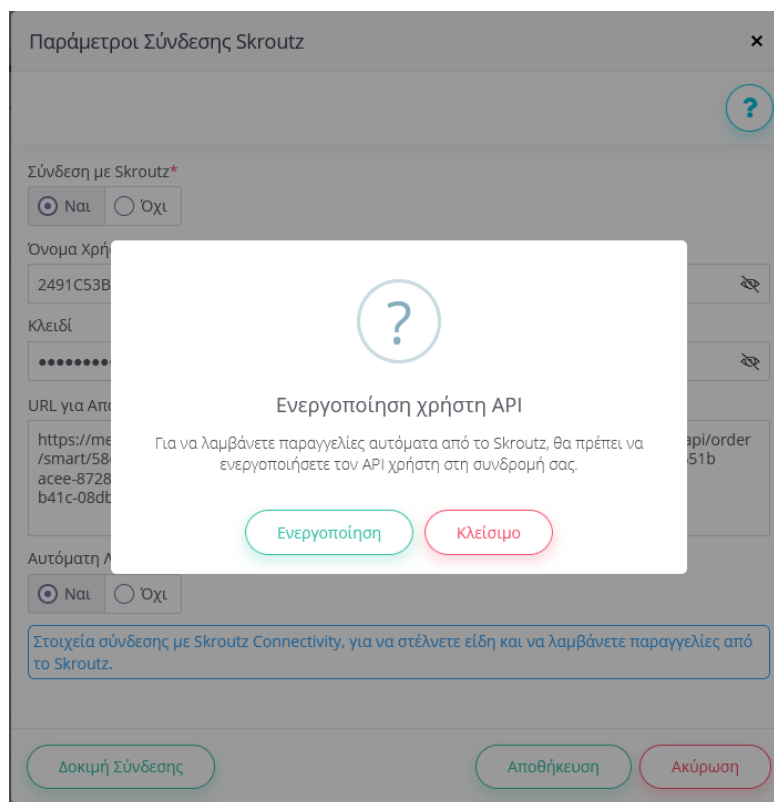 Παράμετροι Σύνδεσης Skroutz
×
?
Σύνδεση με Skroutz*
Ναι Όχι
Όνομα
2491C53B
?
Κλειδί
Ενεργοποίηση χρήστη API
URL για
https://me
api/order
Για να λαμβάνετε παραγγελίες αυτόματα από το Skroutz, θα πρέπει να
/smart/58
51b
ενεργοποιήσετε τον API χρήστη στη συνδρομή σας.
acee-8728
b41c-08db
Ενεργοποίηση Κλείσιμο
Αυτόματη
Ναι Όχι
Στοιχεία σύνδεσης με Skroutz Connectivity, για να στέλνετε είδη και να λαμβάνετε παραγγελίες από
το Skroutz.
Δοκιμή Σύνδεσης Αποθήκευση Ακύρωση